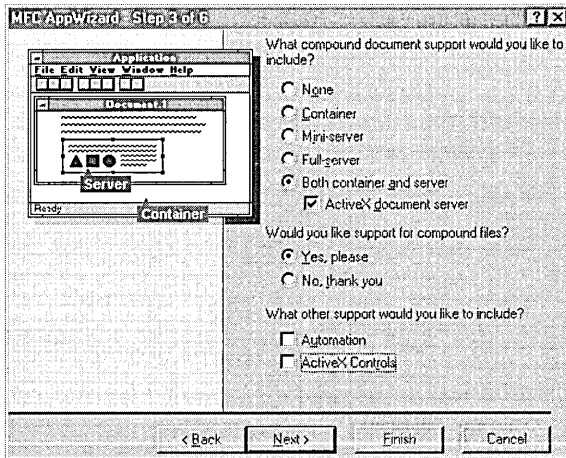 MFC AppWizard - Step 3 of 6
Application
File Edit View Window Help
Document1
Server
Ready
Container
What compound document support would you like to
include?
None
Container
Mini-server
Full-server
Both container and server
ActiveX document server
Would you like support for compound files?
Yes, please
No, thank you
What other support would you like to include?
Automation
ActiveX Controls
< Back Next > Finish Cancel